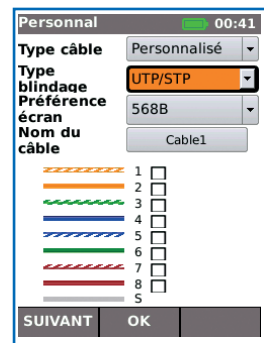 Personnal 00:41
Type câble Personnalisé
Type blindage UTP/STP
Préférence écran 568B
Nom du câble Cable1
1
2
3
4
5
6
7
8
S
SUIVANT OK